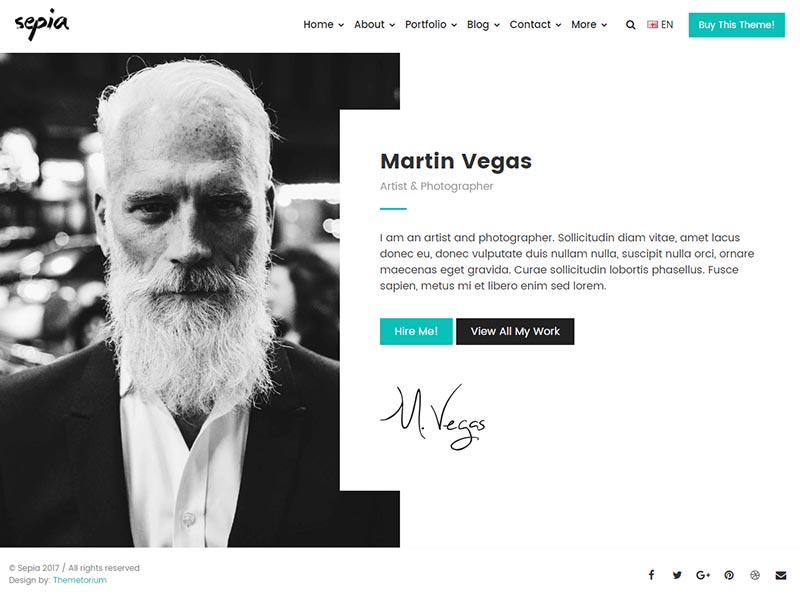 sepia
Home About Portfolio Blog Contact More EN Buy This Theme!
Martin Vegas
Artist & Photographer
I am an artist and photographer. Sollicitudin diam vitae, amet lacus
donec eu, donec vulputate duis nullam nulla, suscipit nulla orci, ornare
maecenas eget gravida. Curae sollicitudin lobortis phasellus. Fusce
sapien, metus mi et libero enim sed lorem.
Hire Me! View All My Work
M. Vegas
© Sepia 2017 / All rights reserved
Design by: Themetorium